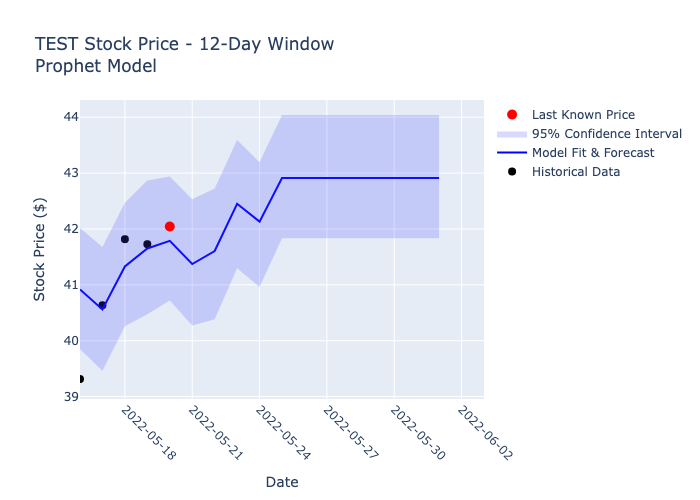 TEST Stock Price - 12-Day Window
Prophet Model
Last Known Price
95% Confidence Interval
Model Fit & Forecast
Historical Data
Stock Price ($)
44
43
42
41
40
39
2022-05-18
2022-05-21
2022-05-24
2022-05-27
2022-05-30
2022-06-02
Date